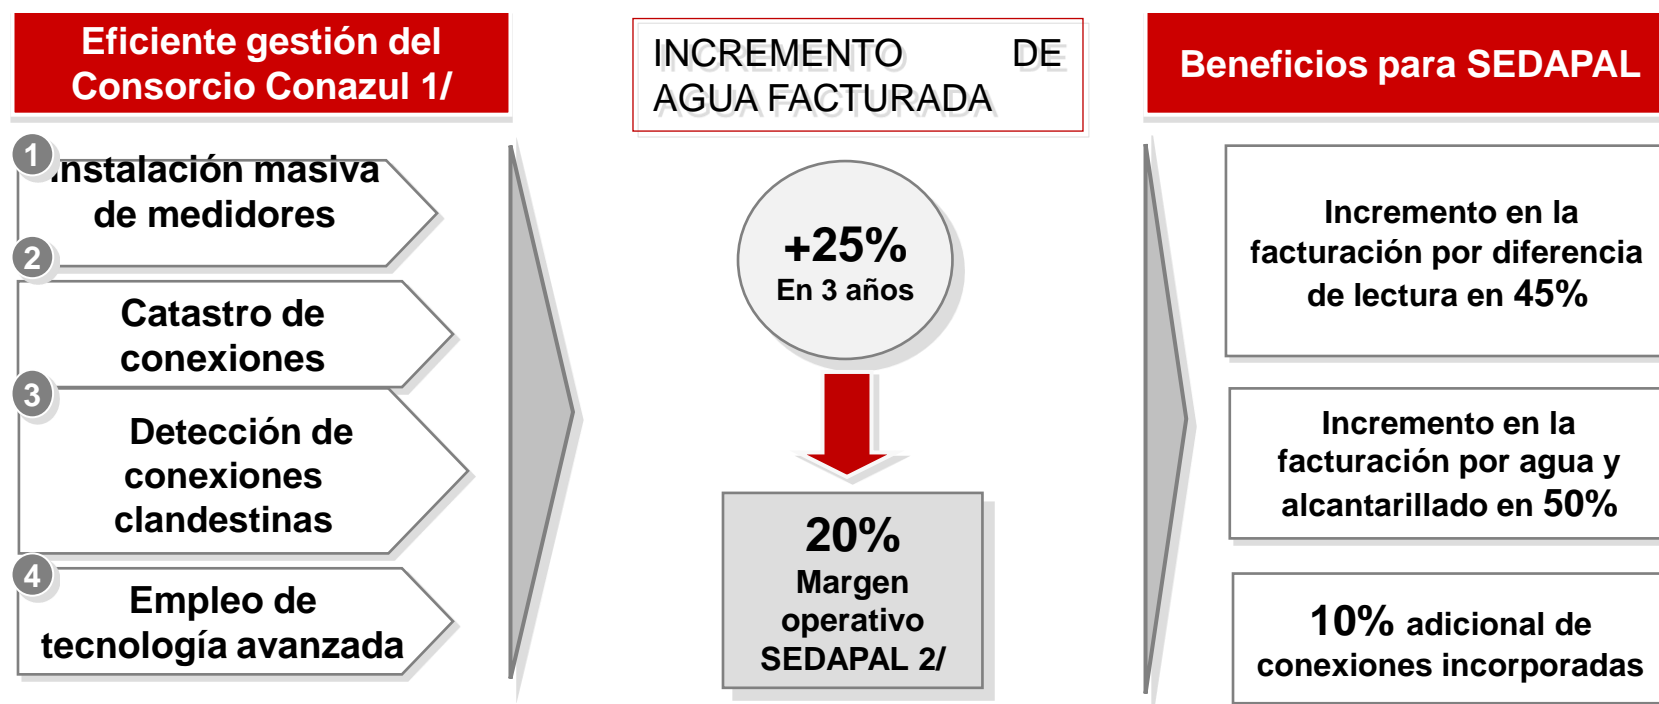 Eficiente gestión del
Consorcio Conazul 1/
1
Instalación masiva
de medidores
2
Catastro de
conexiones
3
Detección de
conexiones
clandestinas
4
Empleo de
tecnología avanzada
INCREMENTO DE
AGUA FACTURADA
+25%
En 3 años
20%
Margen
operativo
SEDAPAL 2/
Beneficios para SEDAPAL
Incremento en la
facturación por diferencia
de lectura en 45%
Incremento en la
facturación por agua y
alcantarillado en 50%
10% adicional de
conexiones incorporadas